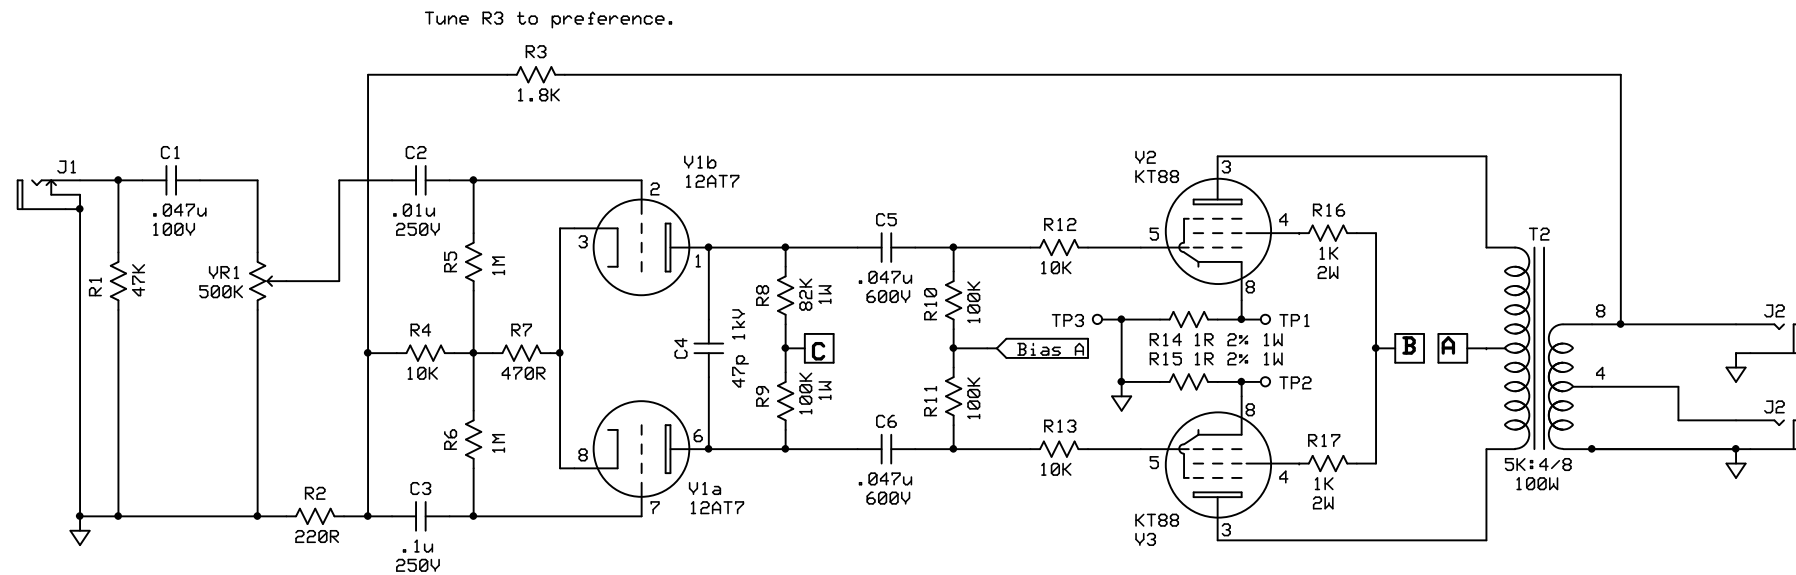 Tune R3 to preference.
R3
1.8K
J1
C1
.047u
100V
R1
47K
VR1
500K
C2
.01u
250V
R5
1M
R4
10K
R7
470R
R6
1M
R2
220R
C3
.1u
250V
V1b
12AT7
2
3
1
8
6
7
V1a
12AT7
C4
47p 1kV
R8
82K
1W
C
R9
100K
1W
C5
.047u
600V
C6
.047u
600V
R10
100K
Bias A
R11
100K
R12
10K
R13
10K
V2
KT88
3
5
4
8
R16
1K
2W
TP3
TP1
R14 1R 2% 1W
R15 1R 2% 1W
TP2
8
5
4
3
R17
1K
2W
KT88
V3
B
A
T2
5K:4/8
100W
8
4
J2
J2